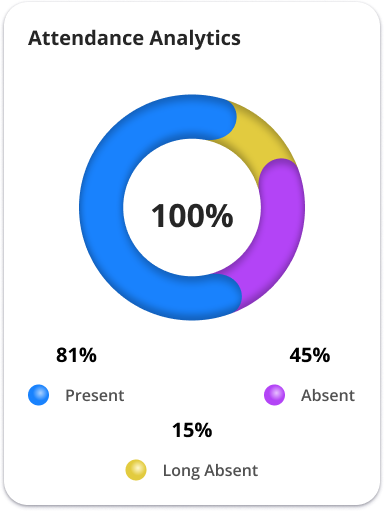 Attendance Analytics
100%
81%
45%
Present
Absent
15%
Long Absent